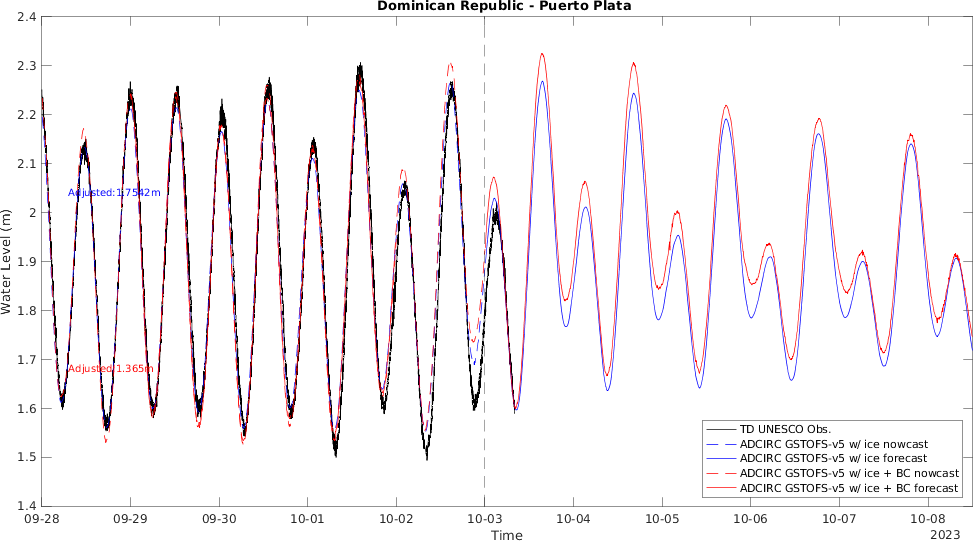 Dominican Republic - Puerto Plata
2.4
2.3
2.2
2.1
2
1.9
1.8
1.7
1.6
1.5
1.4
Water Level (m)
Adjusted:1.7542m
Adjusted:1.365m
TD UNESCO Obs.
ADCIRC GSTOFS-v5 w/ ice nowcast
ADCIRC GSTOFS-v5 w/ ice forecast
ADCIRC GSTOFS-v5 w/ ice + BC nowcast
ADCIRC GSTOFS-v5 w/ ice + BC forecast
09-28 09-29 09-30 10-01 10-02 10-03 10-04 10-05 10-06 10-07 10-08
Time
2023